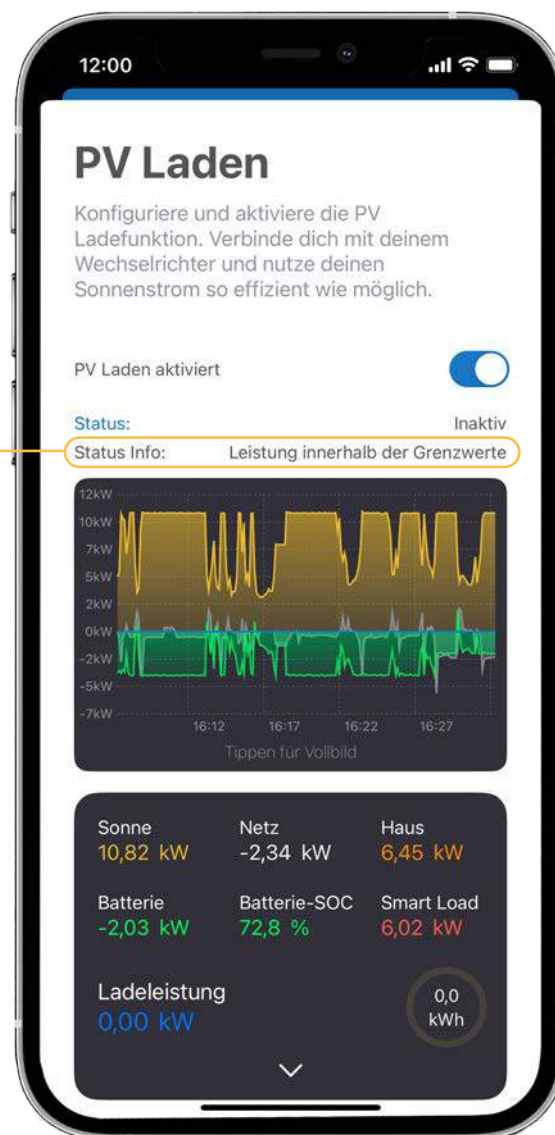 12:00
PV Laden
Konfiguriere und aktiviere die PV
Ladefunktion. Verbinde dich mit deinem
Wechselrichter und nutze deinen
Sonnenstrom so effizient wie möglich.
PV Laden aktiviert
Status: Inaktiv
Status Info: Leistung innerhalb der Grenzwerte
12kW
10kW
7kW
5kW
2kW
0kW
-2kW
-5kW
-7kW
16:12 16:17 16:22 16:27
Tippen für Vollbild
Sonne Netz Haus
10,82 kW -2,34 kW 6,45 kW
Batterie Batterie-SOC Smart Load
-2,03 kW 72,8 % 6,02 kW
Ladeleistung
0,00 kW
0,0
kWh